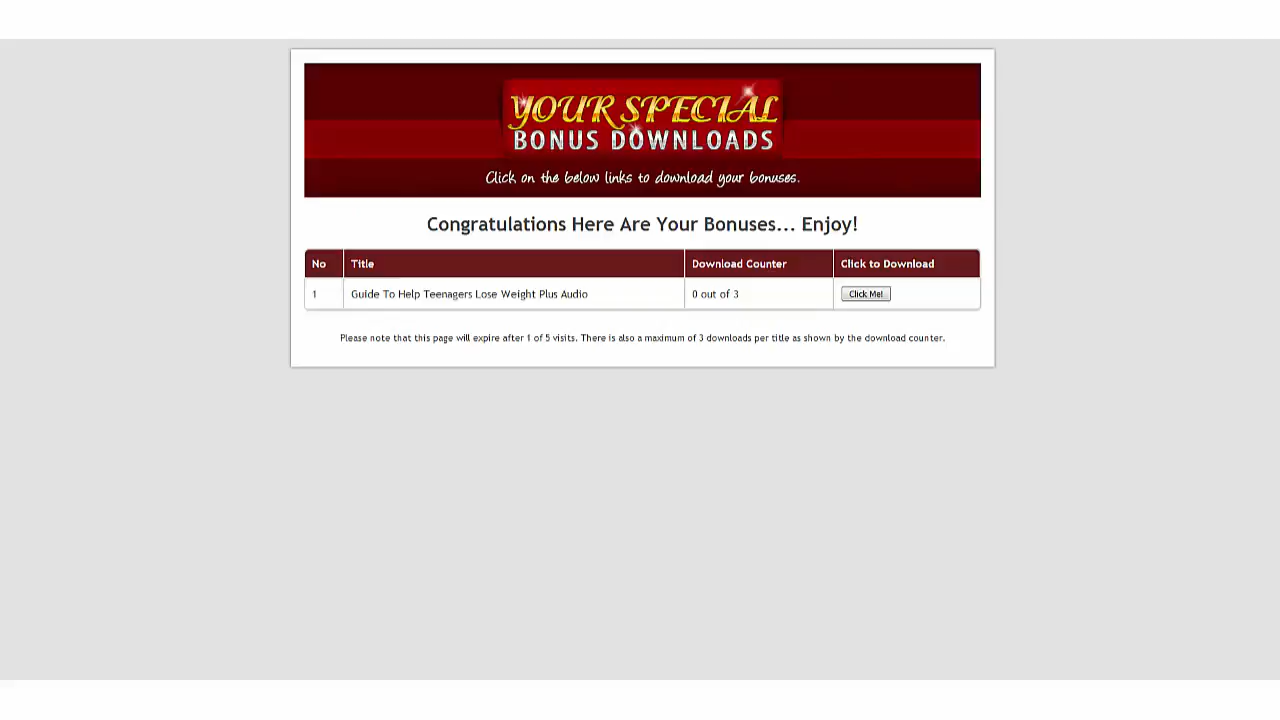 YOUR SPECIAL
BONUS DOWNLOADS
Click on the below links to download your bonuses.
Congratulations Here Are Your Bonuses... Enjoy!
No Title Download Counter Click to Download
1 Guide To Help Teenagers Lose Weight Plus Audio 0 out of 3 Click Me!
Please note that this page will expire after 1 of 5 visits. There is also a maximum of 3 downloads per title as shown by the download counter.